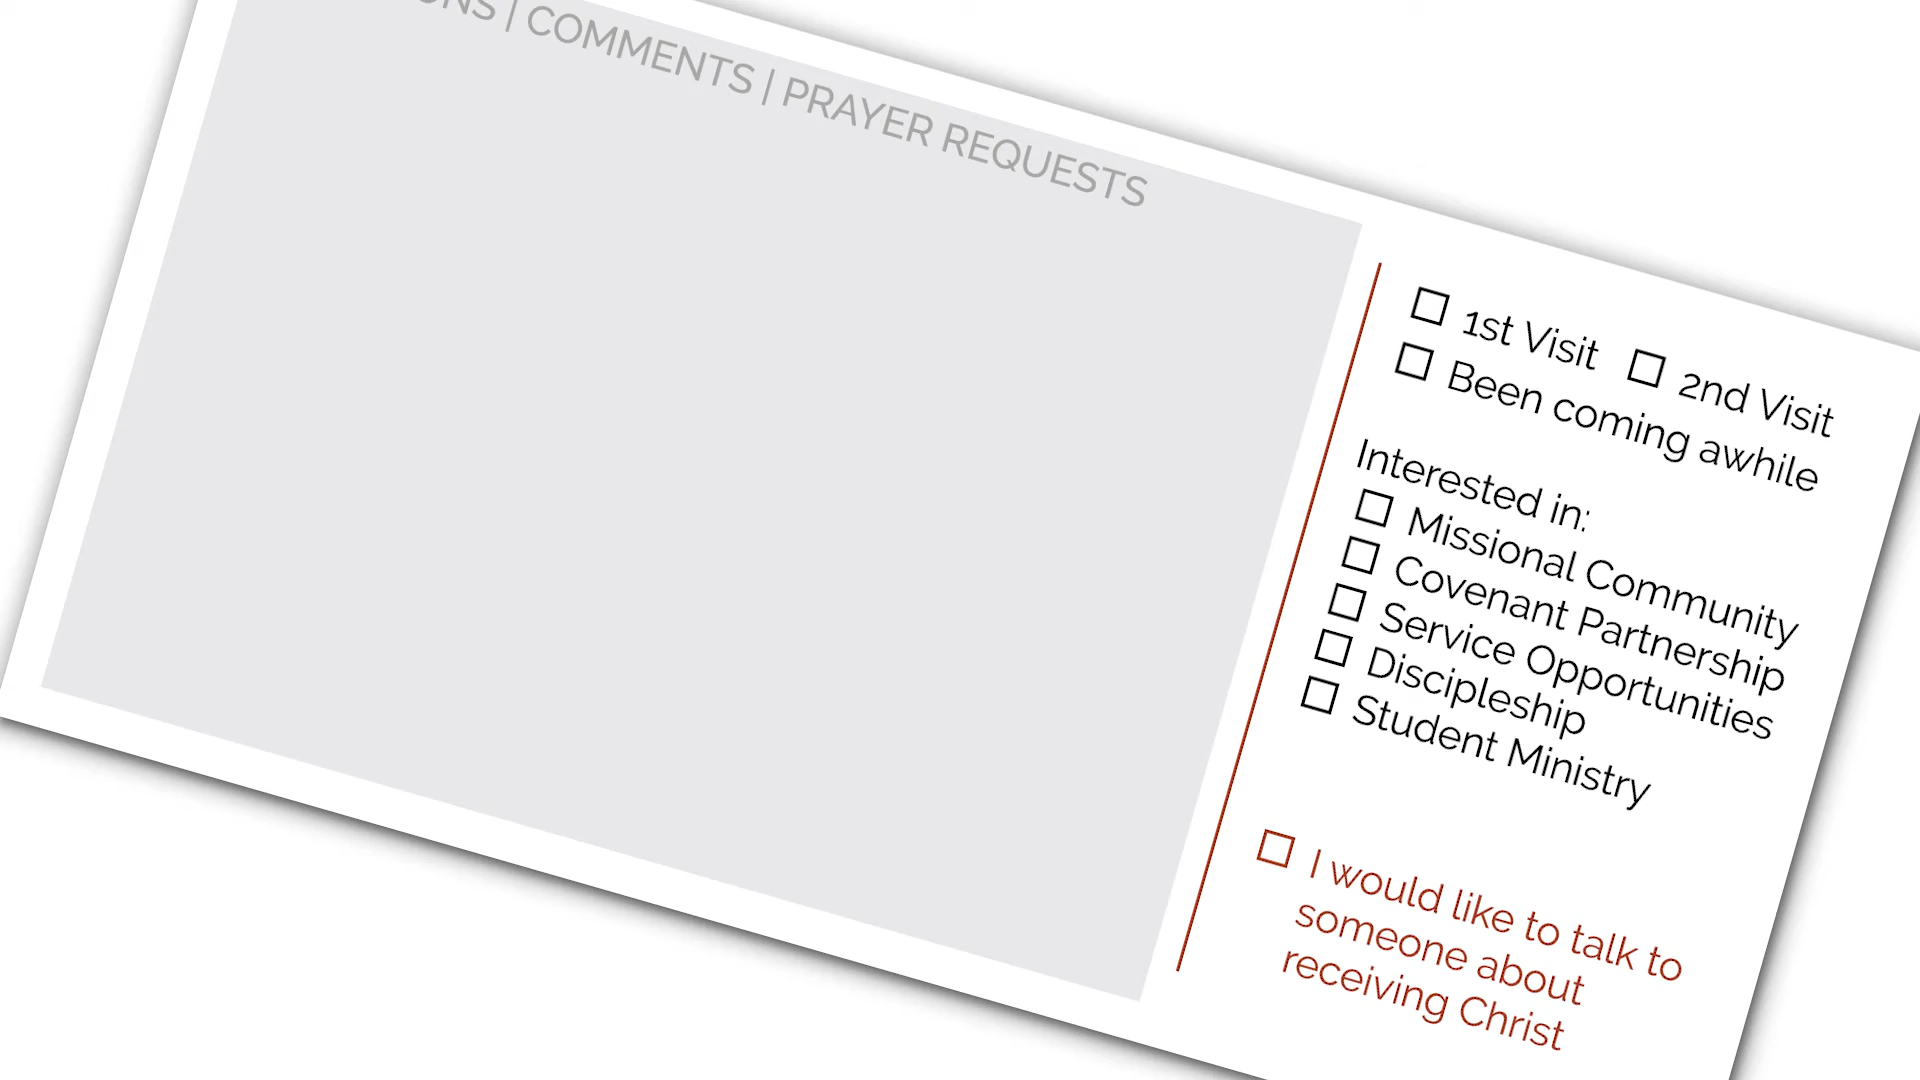 | COMMENTS | PRAYER REQUESTS
☐ 1st Visit ☐ 2nd Visit
☐ Been coming awhile
Interested in:
☐ Missional Community
☐ Covenant Partnership
☐ Service Opportunities
☐ Discipleship
☐ Student Ministry
☐ I would like to talk to
someone about
receiving Christ